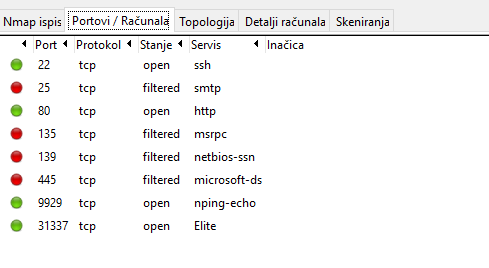 Nmap ispis Portovi / Računala Topologija Detalji računala Skeniranja
Port Protokol Stanje Servis Inačica
22 tcp open ssh
25 tcp filtered smtp
80 tcp open http
135 tcp filtered msrpc
139 tcp filtered netbios-ssn
445 tcp filtered microsoft-ds
9929 tcp open nping-echo
31337 tcp open Elite